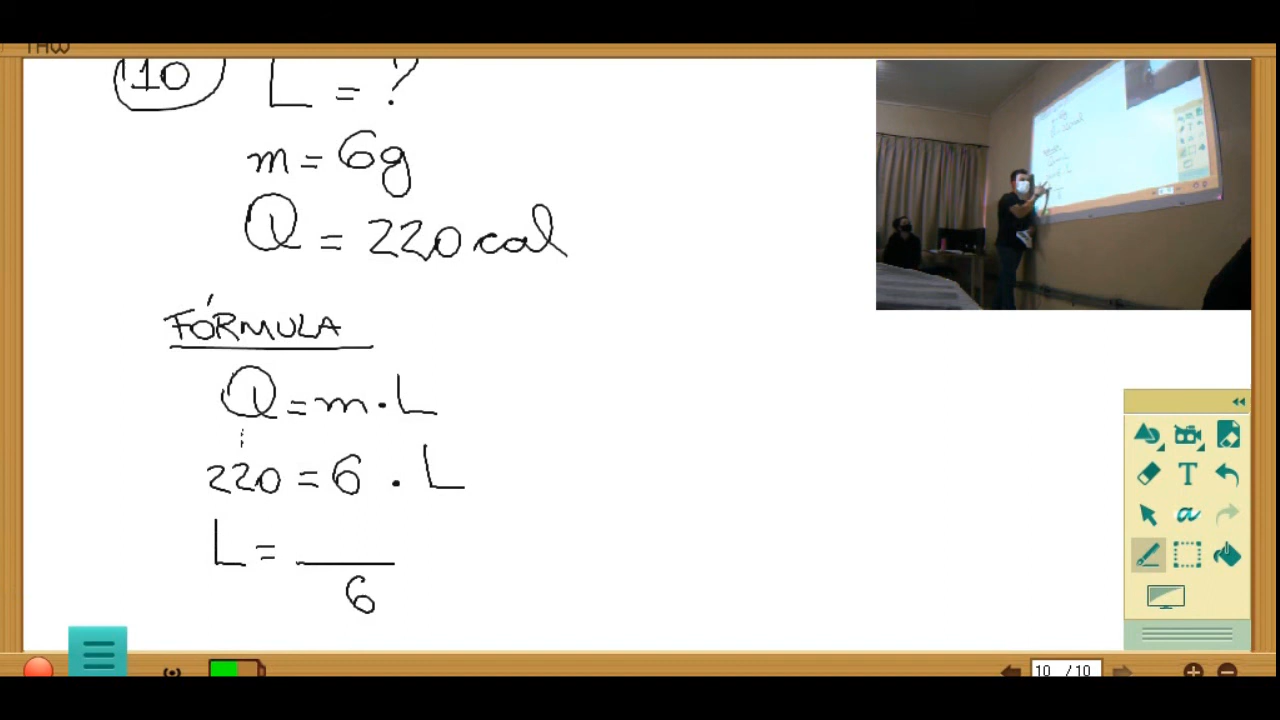 10 L = ?
m = 6g
Q = 220 cal
FÓRMULA
Q = m · L
220 = 6 · L
L = ___
6
T a
10 / 10